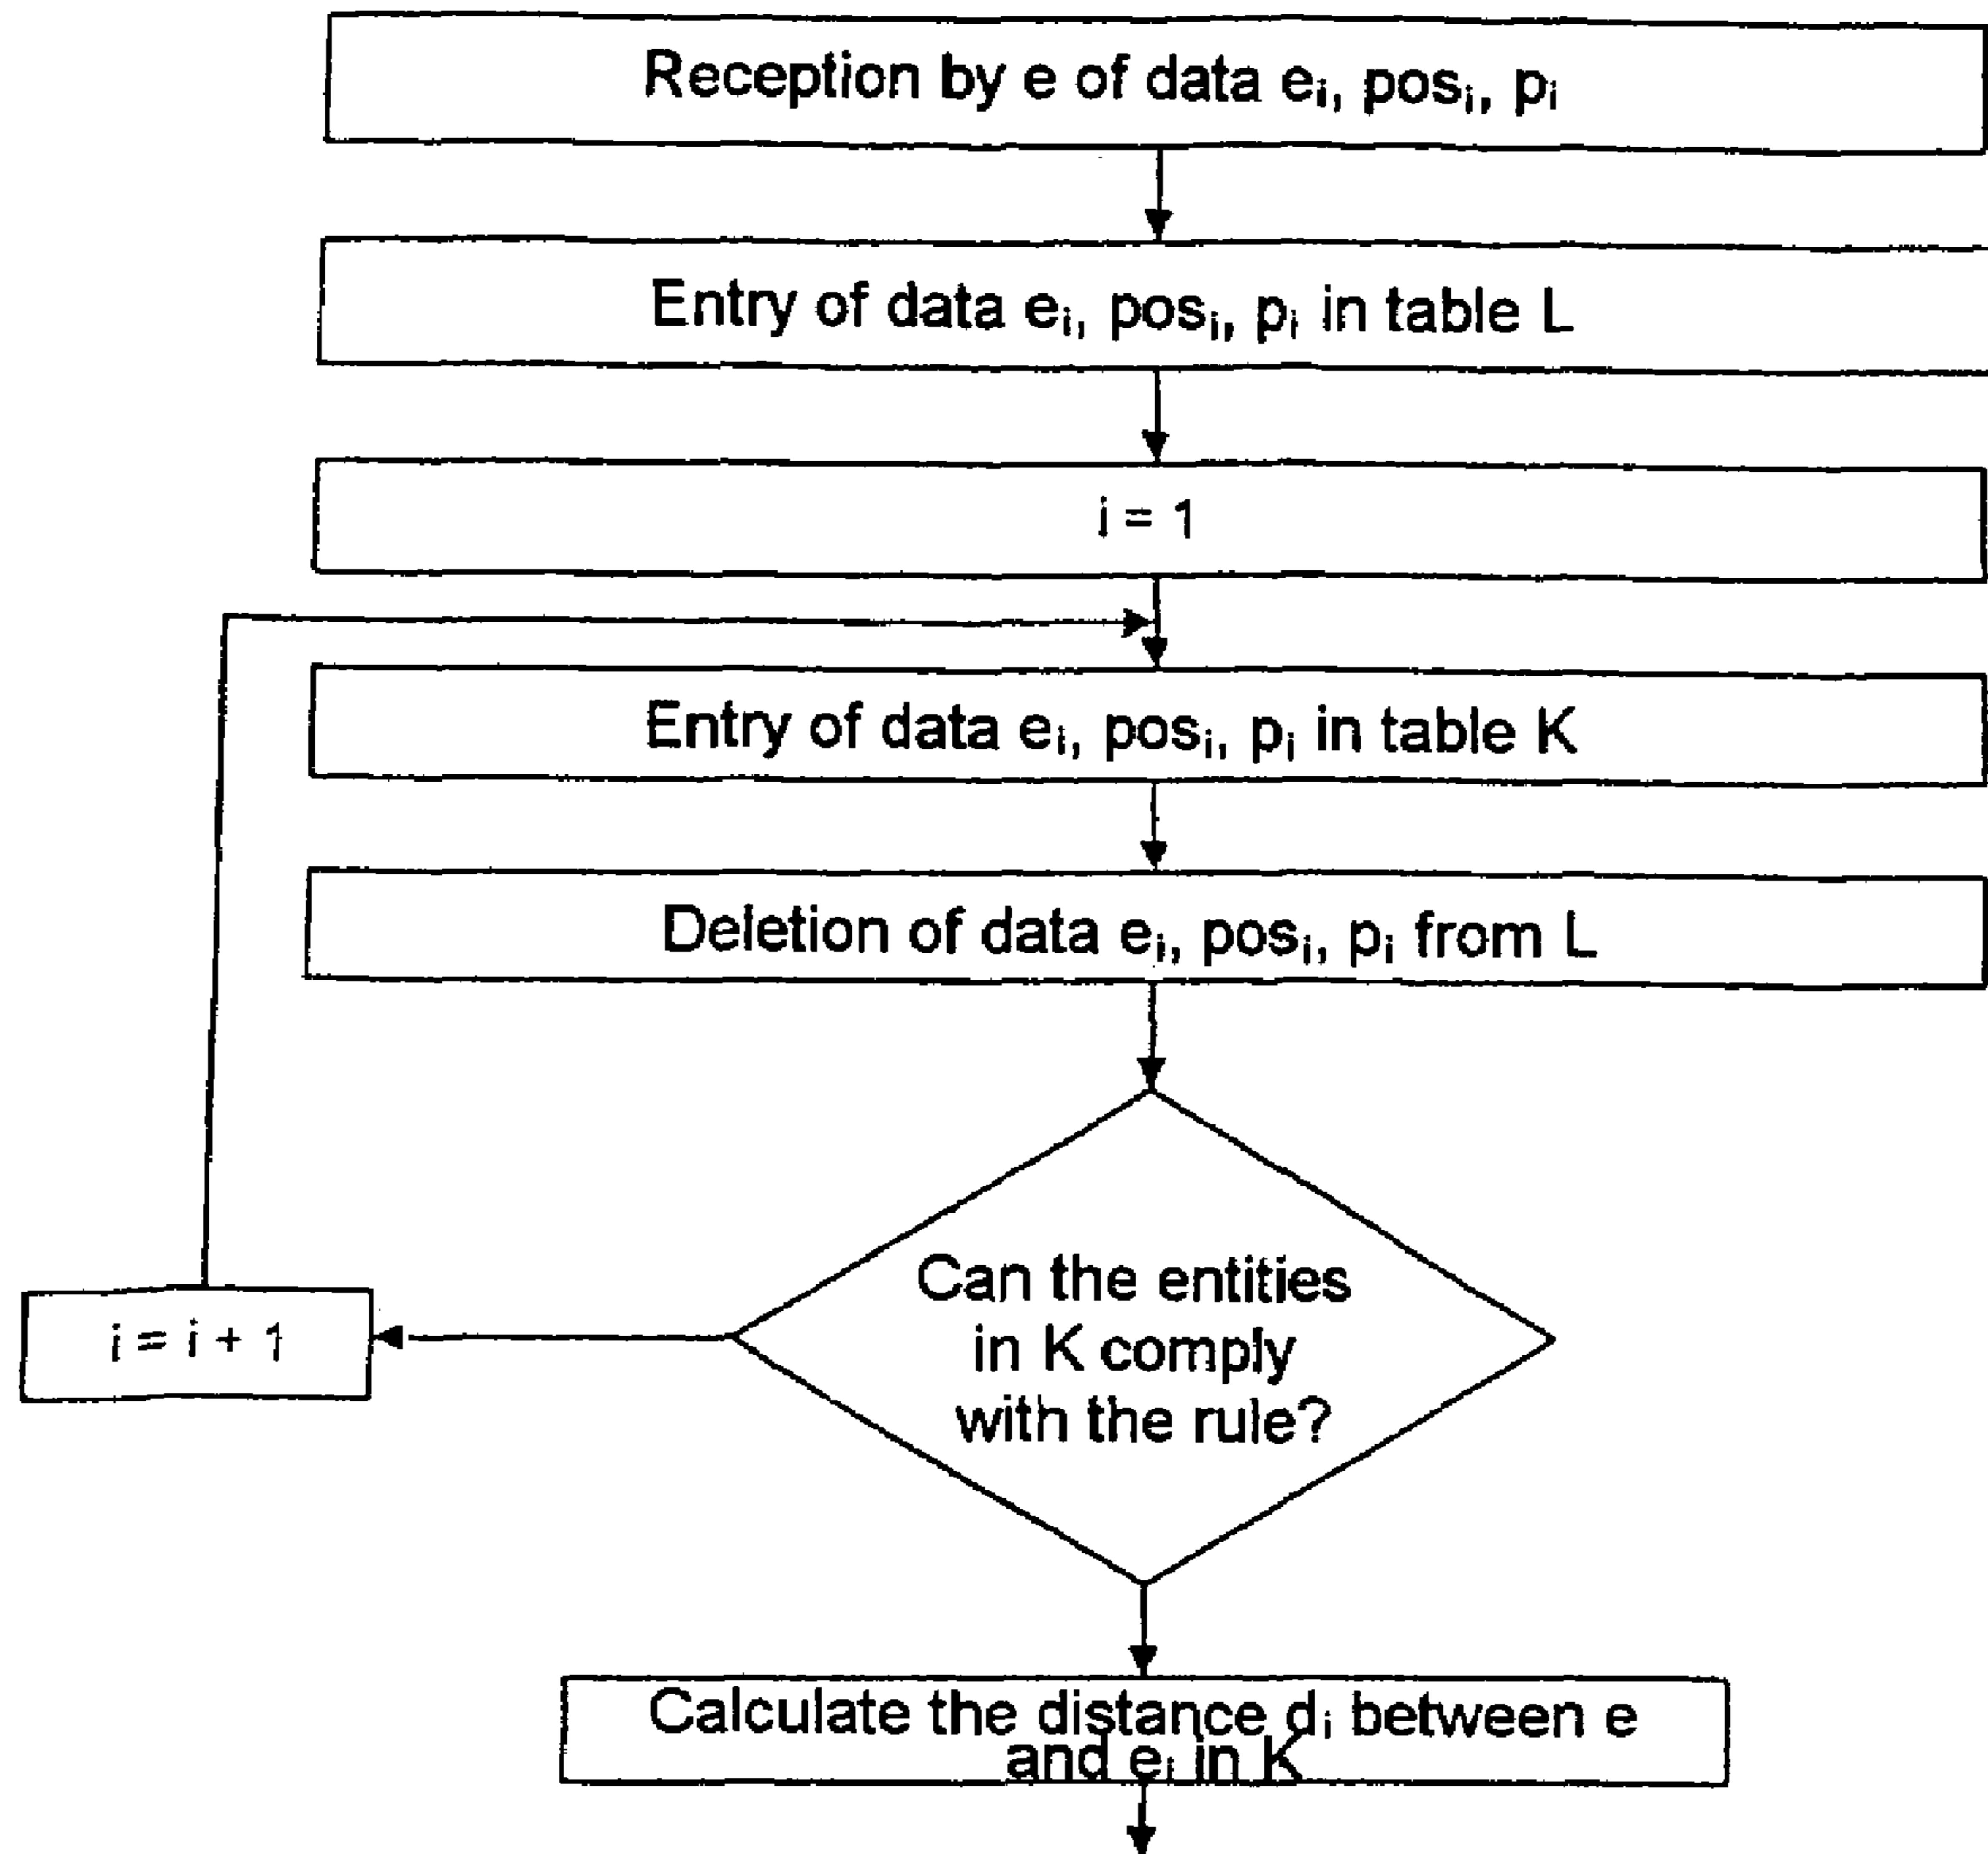 Reception by e of data eᵢ, posᵢ, pᵢ
Entry of data eᵢ, posᵢ, pᵢ in table L
i = 1
Entry of data eᵢ, posᵢ, pᵢ in table K
Deletion of data eᵢ, posᵢ, pᵢ from L
Can the entities
in K comply
with the rule?
i = i + 1
Calculate the distance dᵢ between e
and eᵢ in K